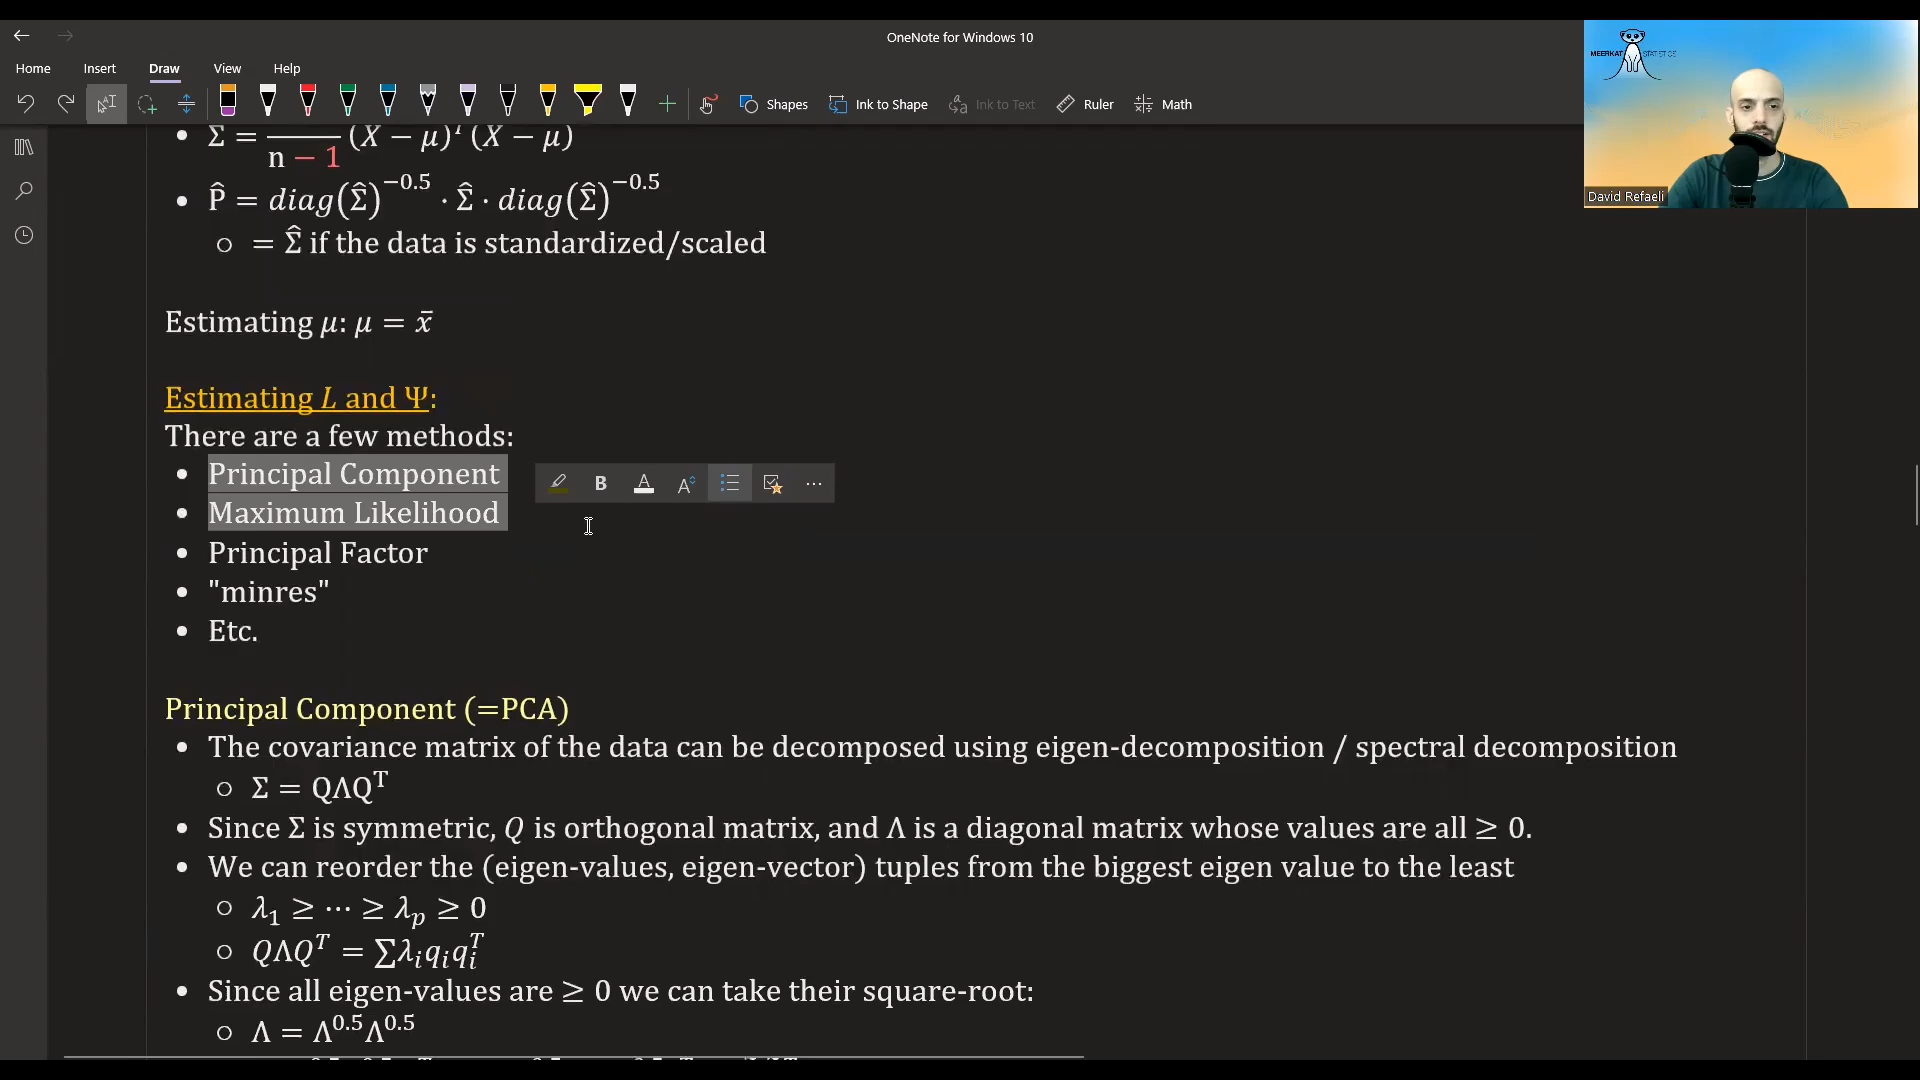 OneNote for Windows 10
Home Insert Draw View Help
Shapes Ink to Shape Ink to Text Ruler Math
MEERKAT STATISTICS
David Refaeli
• Σ = (X − μ)ᵀ (X − μ)
n − 1
• P̂ = diag(Σ̂)^−0.5 · Σ̂ · diag(Σ̂)^−0.5
○ = Σ̂ if the data is standardized/scaled
Estimating μ: μ = x̄
Estimating L and Ψ:
There are a few methods:
• Principal Component
• Maximum Likelihood
• Principal Factor
• "minres"
• Etc.
Principal Component (=PCA)
• The covariance matrix of the data can be decomposed using eigen-decomposition / spectral decomposition
○ Σ = QΛQᵀ
• Since Σ is symmetric, Q is orthogonal matrix, and Λ is a diagonal matrix whose values are all ≥ 0.
• We can reorder the (eigen-values, eigen-vector) tuples from the biggest eigen value to the least
○ λ₁ ≥ ⋯ ≥ λₚ ≥ 0
○ QΛQᵀ = ∑λᵢqᵢqᵢᵀ
• Since all eigen-values are ≥ 0 we can take their square-root:
○ Λ = Λ^0.5Λ^0.5